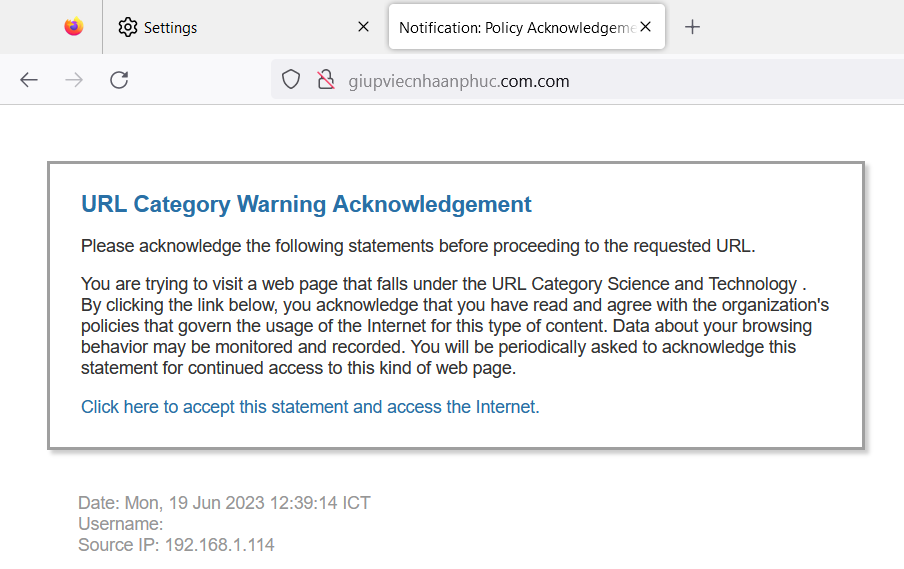 Settings
Notification: Policy Acknowledgeme
giupviecnhaanphuc.com.com
URL Category Warning Acknowledgement
Please acknowledge the following statements before proceeding to the requested URL.
You are trying to visit a web page that falls under the URL Category Science and Technology .
By clicking the link below, you acknowledge that you have read and agree with the organization's
policies that govern the usage of the Internet for this type of content. Data about your browsing
behavior may be monitored and recorded. You will be periodically asked to acknowledge this
statement for continued access to this kind of web page.
Click here to accept this statement and access the Internet.
Date: Mon, 19 Jun 2023 12:39:14 ICT
Username:
Source IP: 192.168.1.114